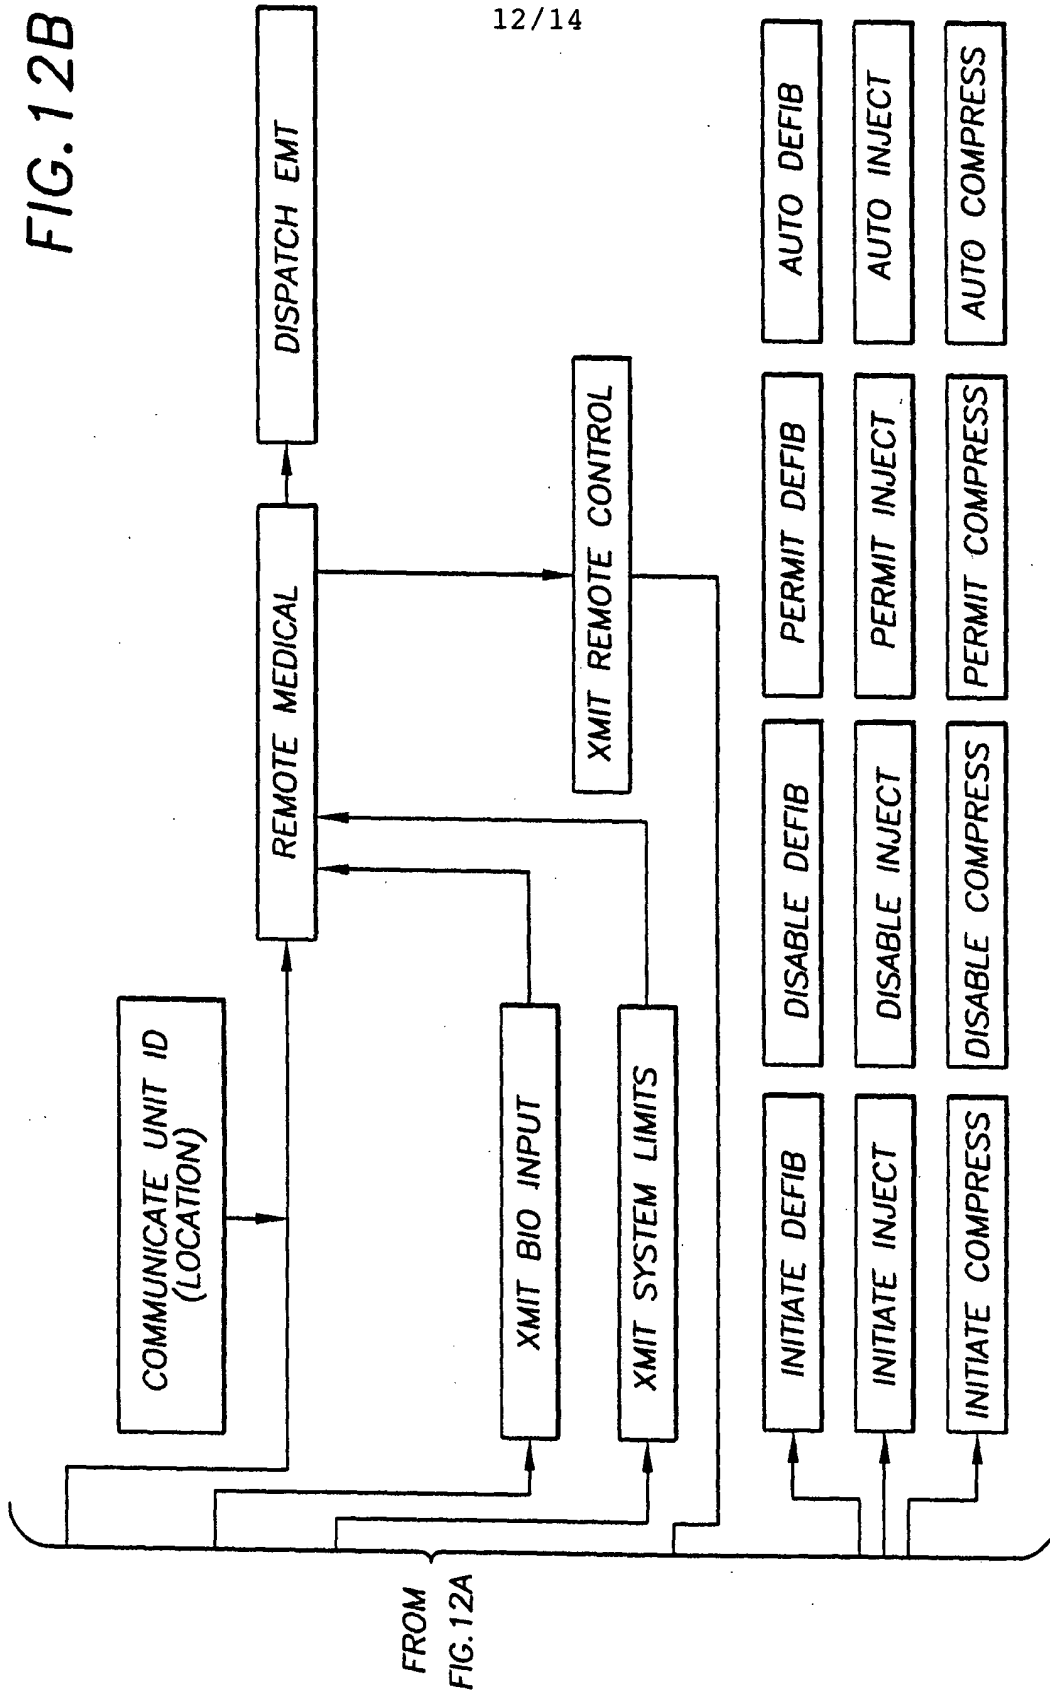 12/14
FIG.12B
FROM
FIG.12A
COMMUNICATE UNIT ID
(LOCATION)
REMOTE MEDICAL
DISPATCH EMT
XMIT BIO INPUT
XMIT SYSTEM LIMITS
XMIT REMOTE CONTROL
INITIATE DEFIB
DISABLE DEFIB
PERMIT DEFIB
AUTO DEFIB
INITIATE INJECT
DISABLE INJECT
PERMIT INJECT
AUTO INJECT
INITIATE COMPRESS
DISABLE COMPRESS
PERMIT COMPRESS
AUTO COMPRESS